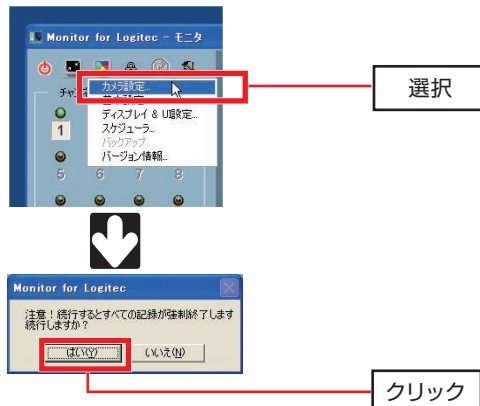 Monitor for Logitec - モニタ
カメラ設定...
選択
ディスプレイ & UI設定...
1
スケジューラ...
バックアップ
バージョン情報...
5 6 7 8
Monitor for Logitec
注意！続行するとすべての記録が強制終了します
続行しますか？
はい(Y) いいえ(N)
クリック